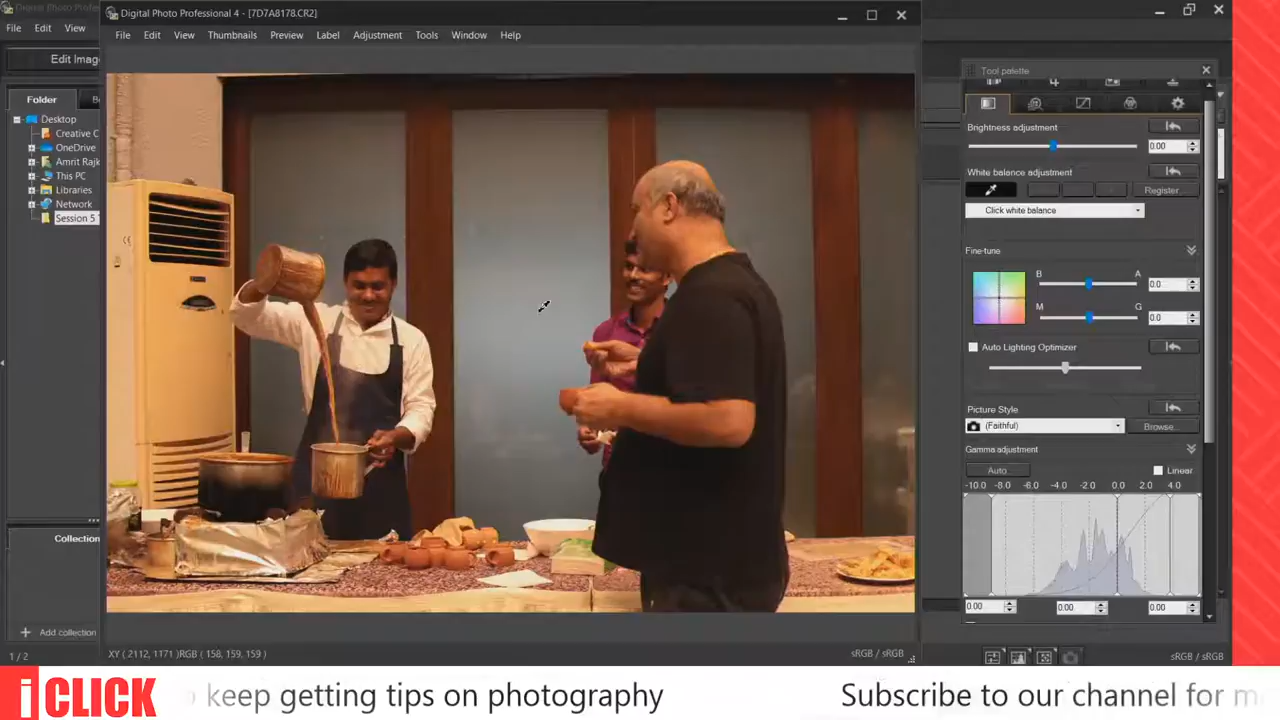 Digital Photo Professional 4 - [7D7A8178.CR2]
File Edit View
File Edit View Thumbnails Preview Label Adjustment Tools Window Help
Edit Imag
Folder
Desktop
Creative C
OneDrive
Amrit Rajk
This PC
Libraries
Network
Session 5
Collection
Add collection
1 / 2
XY ( 2112, 1171 )RGB ( 158, 159, 159 )
sRGB / sRGB
Tool palette
Brightness adjustment
0.00
White balance adjustment
Register
Click white balance
Fine-tune
B A
0.0
M G
0.0
Auto Lighting Optimizer
Picture Style
(Faithful)
Browse...
Gamma adjustment
Auto
Linear
-10.0 -8.0 -6.0 -4.0 -2.0 0.0 2.0 4.0
0.00 0.00 0.00
sRGB / sRGB
iCLICK
keep getting tips on photography
Subscribe to our channel for m